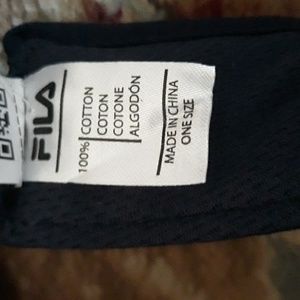 FILA
100% COTTON
COTON
COTONE
ALGODÓN
MADE IN CHINA
ONE SIZE